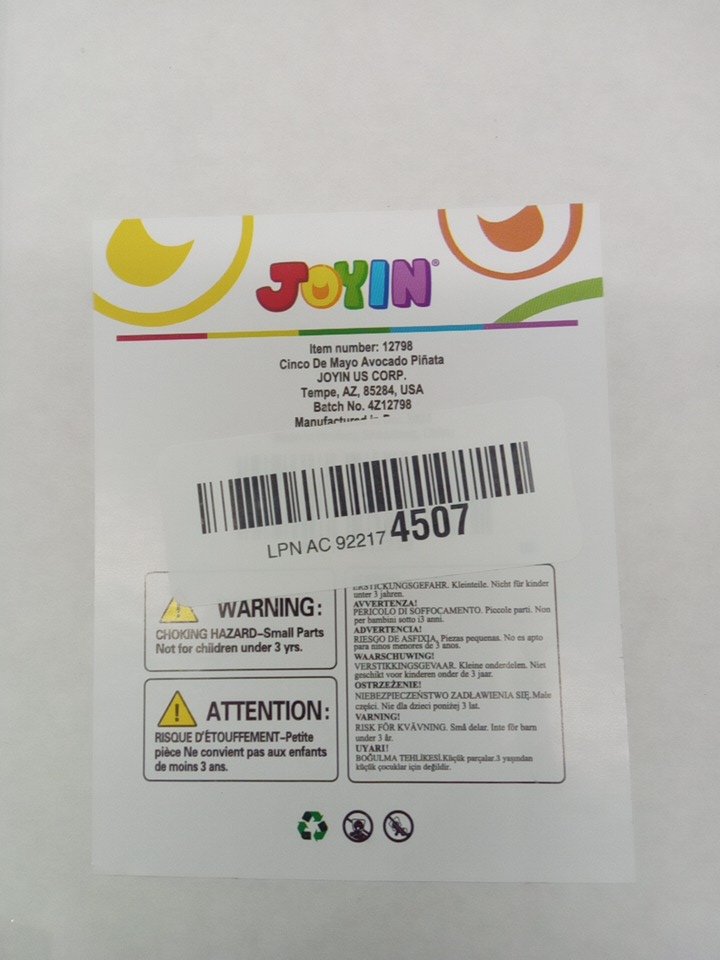 JOYIN®
Item number: 12798
Cinco De Mayo Avocado Piñata
JOYIN US CORP.
Tempe, AZ, 85284, USA
Batch No. 4Z12798
Manufactured in
LPN AC 92217 4507
WARNING:
CHOKING HAZARD–Small Parts
Not for children under 3 yrs.
ATTENTION:
RISQUE D'ÉTOUFFEMENT–Petite
pièce Ne convient pas aux enfants
de moins 3 ans.
ERSTICKUNGSGEFAHR. Kleinteile. Nicht für kinder
unter 3 jahren.
AVVERTENZA!
PERICOLO DI SOFFOCAMENTO. Piccole parti. Non
per bambini sotto i3 anni.
ADVERTENCIA!
RIESGO DE ASFIXIA, Piezas pequenas. No es apto
para ninos menores de 3 anos.
WAARSCHUWING!
VERSTIKKINGSGEVAAR. Kleine onderdelen. Niet
geschikt voor kinderen onder de 3 jaar.
OSTRZEŻENIE!
NIEBEZPIECZEŃSTWO ZADŁAWIENIA SIĘ. Małe
części. Nie dla dzieci poniżej 3 lat.
VARNING!
RISK FÖR KVÄVNING. Små delar. Inte för barn
under 3 år.
UYARI!
BOĞULMA TEHLİKESİ.Küçük parçalar.3 yaşından
küçük çocuklar için değildir.